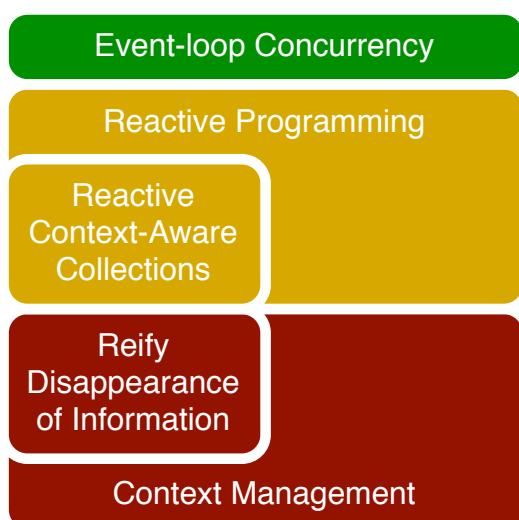 Event-loop Concurrency
Reactive Programming
Reactive
Context-Aware
Collections
Reify
Disappearance
of Information
Context Management